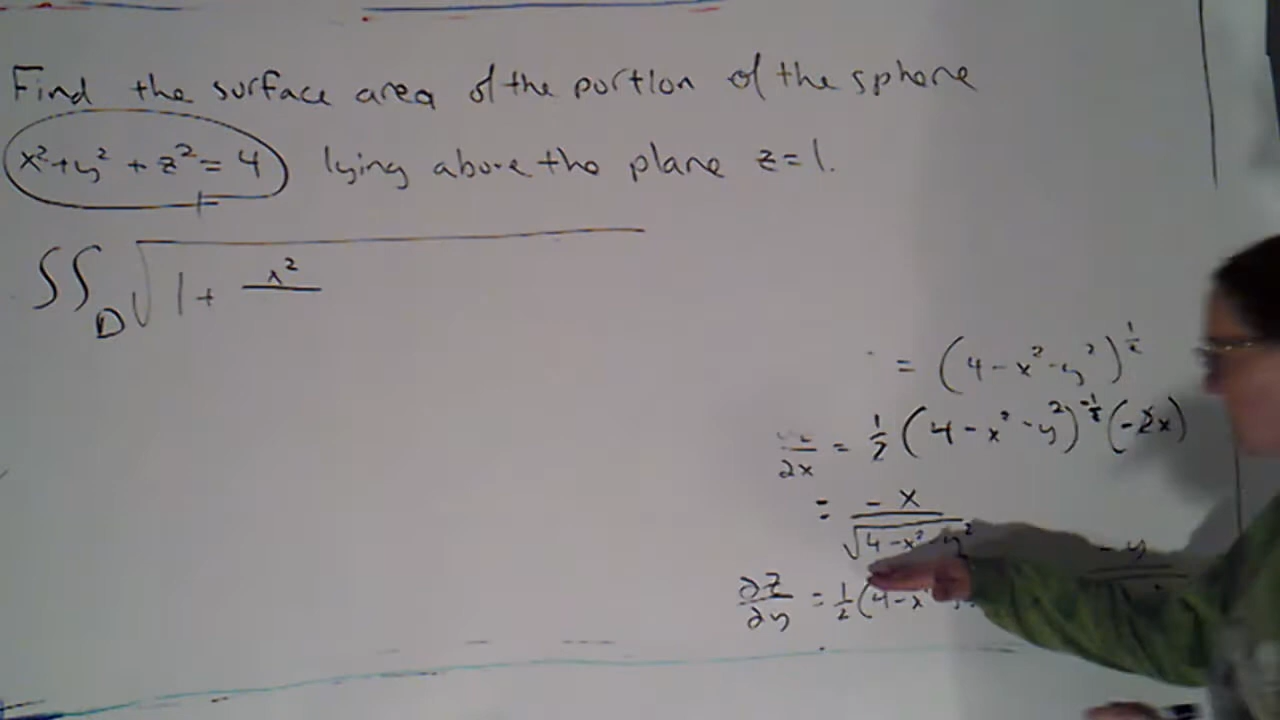 Find the surface area of the portion of the sphere
x²+y²+z²=4 lying above the plane z=1.
∫∫_D √(1+ x²/
= (4-x²-y²)^(1/2)
/∂x = 1/2 (4-x²-y²)^(-1/2) (-2x)
= -x/√(4-x²-y²)
∂z/∂y = 1/2 (4-x -y